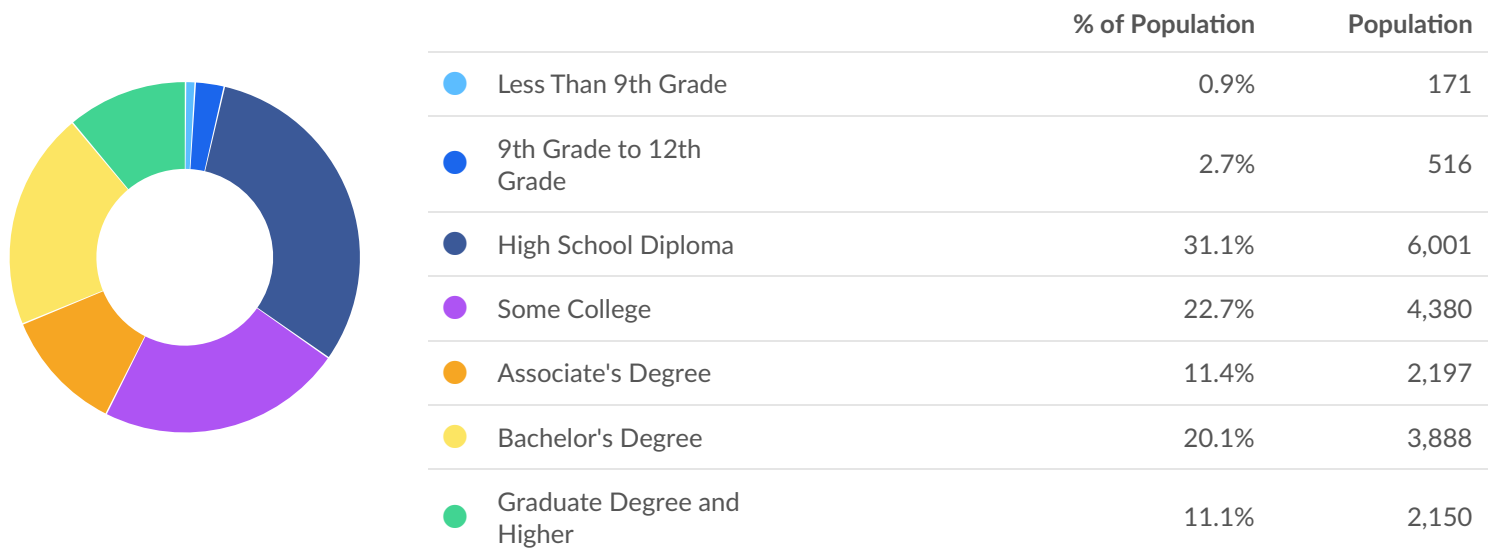 % of Population Population
Less Than 9th Grade 0.9% 171
9th Grade to 12th
Grade 2.7% 516
High School Diploma 31.1% 6,001
Some College 22.7% 4,380
Associate's Degree 11.4% 2,197
Bachelor's Degree 20.1% 3,888
Graduate Degree and
Higher 11.1% 2,150